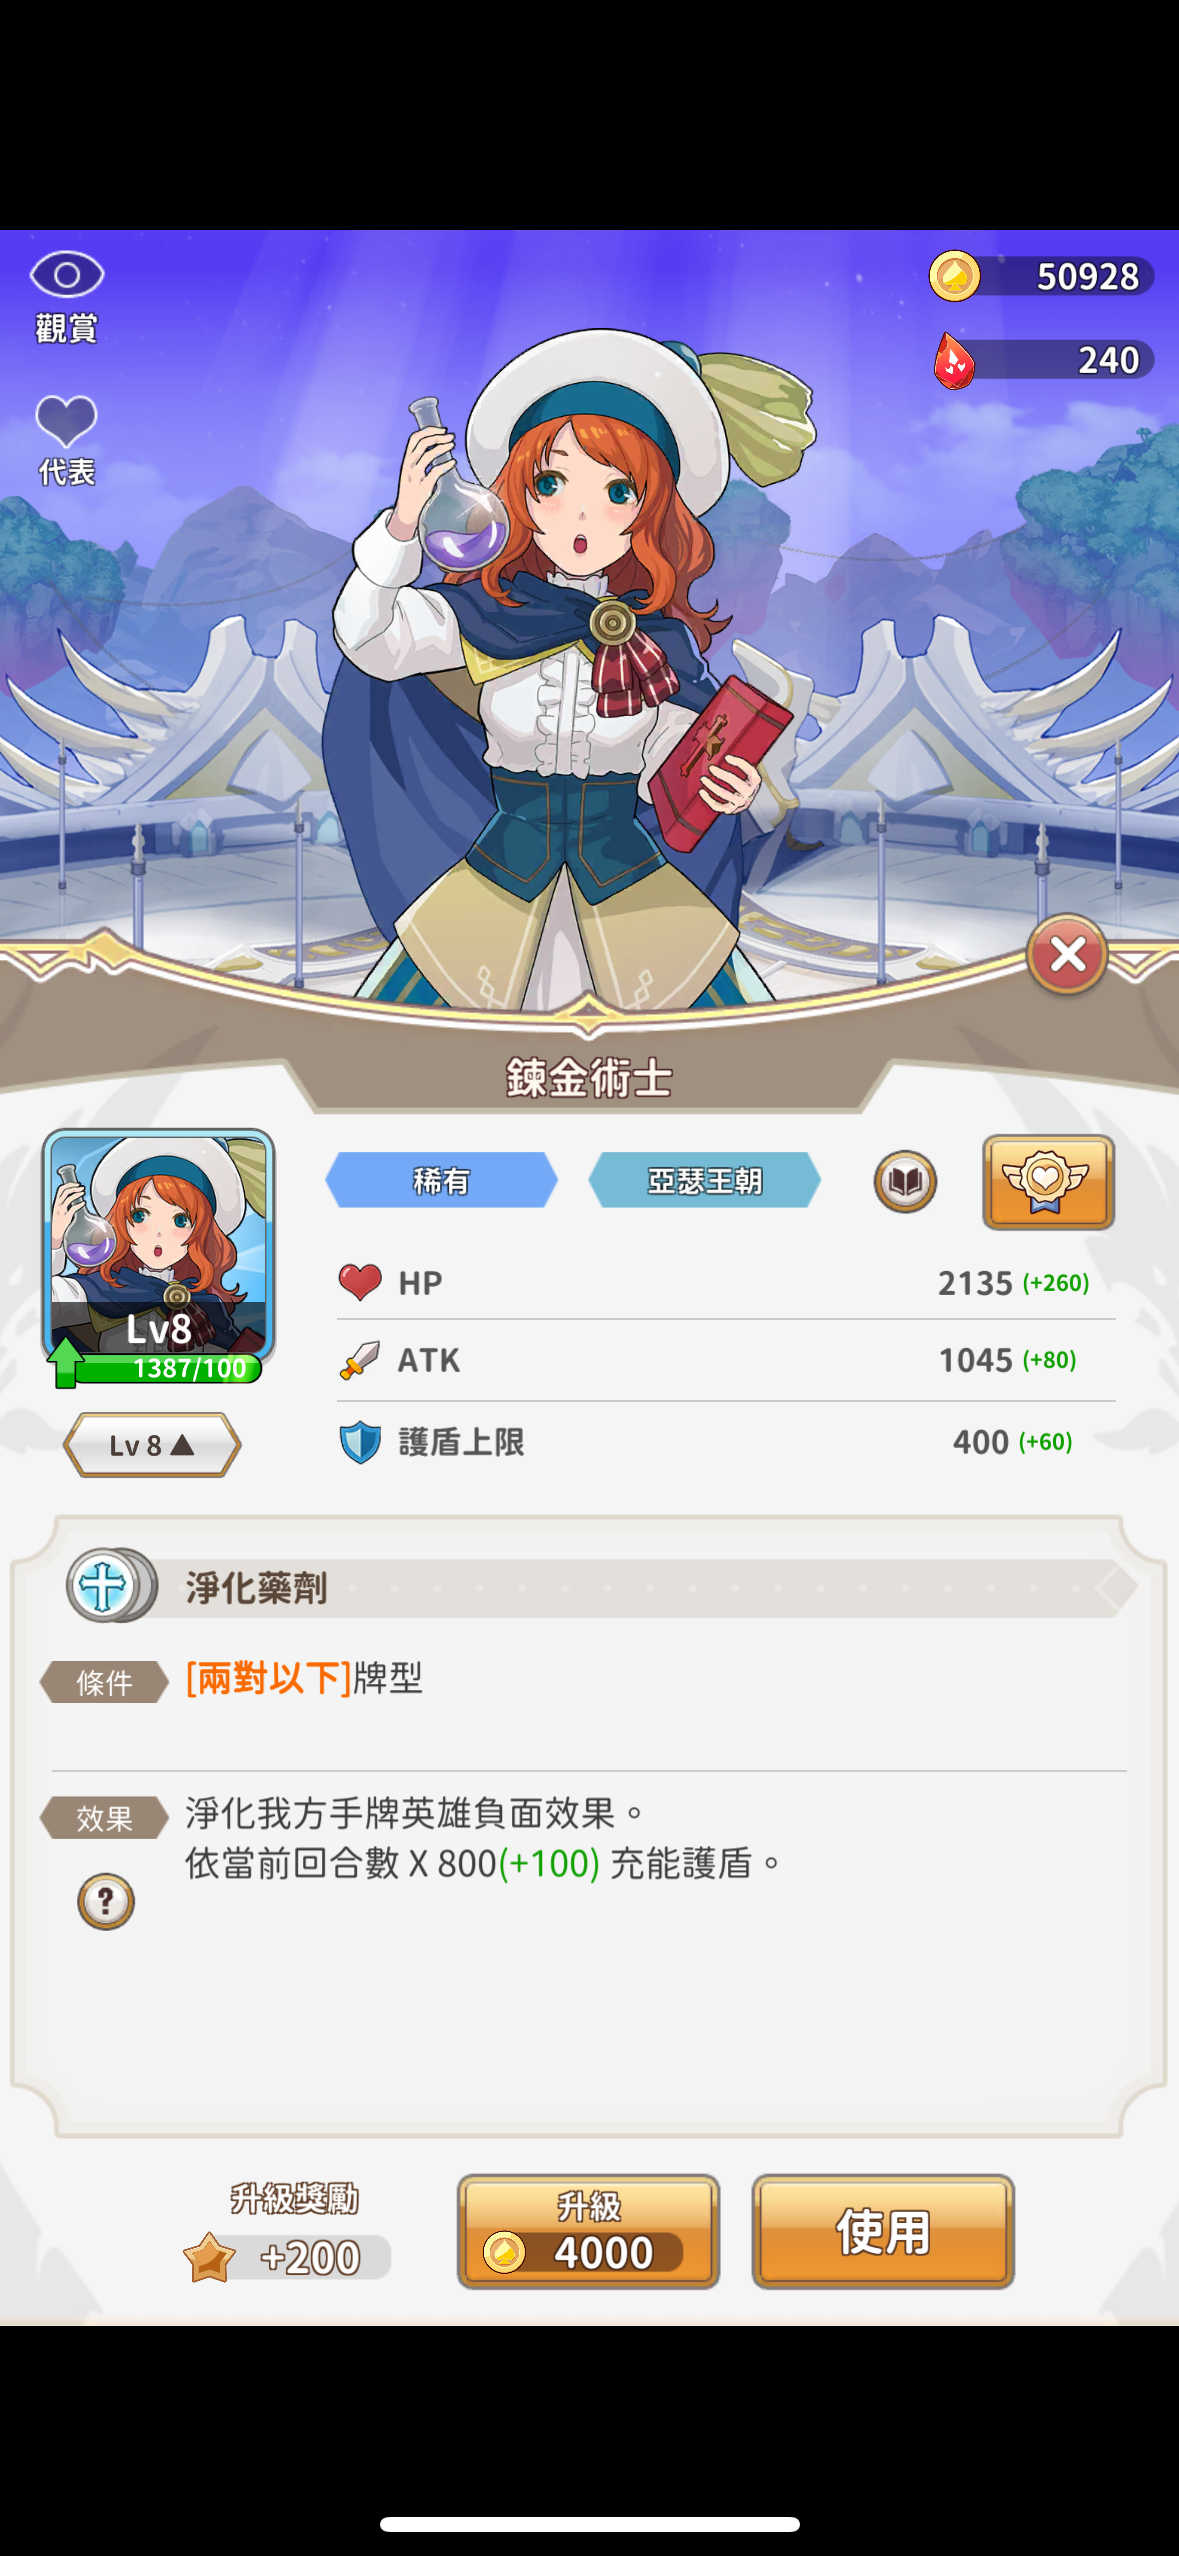 觀賞
50928
240
代表
鍊金術士
稀有
亞瑟王朝
Lv8
1387/100
Lv 8 ▲
HP
2135 (+260)
ATK
1045 (+80)
護盾上限
400 (+60)
淨化藥劑
條件
[兩對以下]牌型
效果
淨化我方手牌英雄負面效果。
依當前回合數 X 800(+100) 充能護盾。
?
升級獎勵
+200
升級
4000
使用